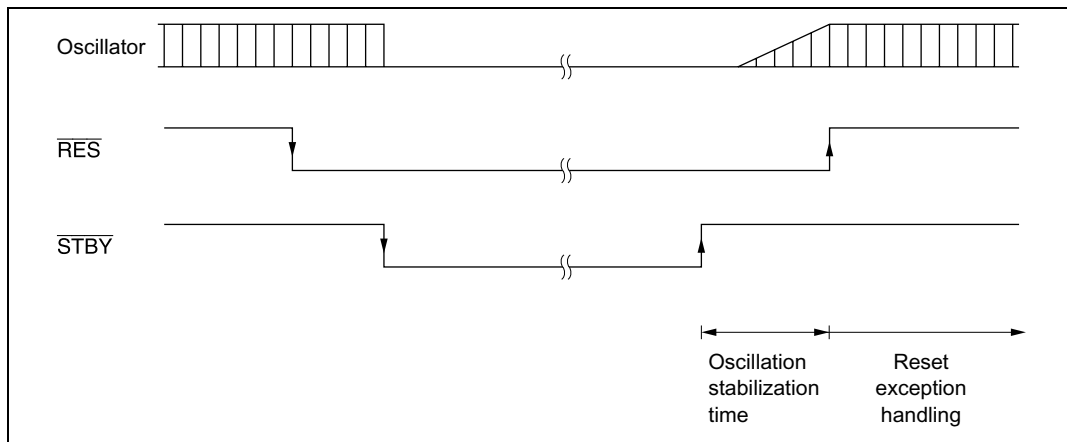 Oscillator
RES
STBY
Oscillation
stabilization
time
Reset
exception
handling